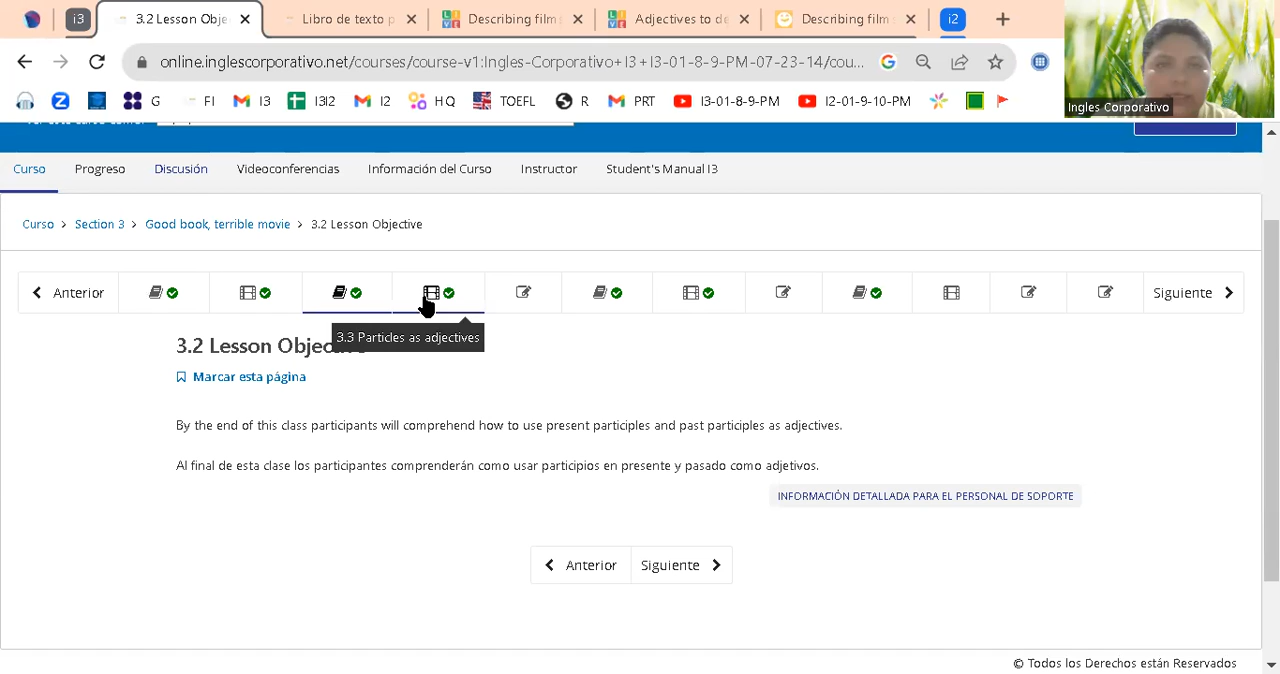 i3
3.2 Lesson Obje
Libro de texto p
Describing film
Adjectives to de
Describing film
i2
online.inglescorporativo.net/courses/course-v1:Ingles-Corporativo+I3+I3-01-8-9-PM-07-23-14/cou...
G
FI
I3
I3I2
I2
HQ
TOEFL
R
PRT
I3-01-8-9-PM
I2-01-9-10-PM
Ingles Corporativo
Curso
Progreso
Discusión
Videoconferencias
Información del Curso
Instructor
Student's Manual I3
Curso > Section 3 > Good book, terrible movie > 3.2 Lesson Objective
Anterior
Siguiente
3.3 Particles as adjectives
3.2 Lesson Object
Marcar esta página
By the end of this class participants will comprehend how to use present participles and past participles as adjectives.
Al final de esta clase los participantes comprenderán como usar participios en presente y pasado como adjetivos.
INFORMACIÓN DETALLADA PARA EL PERSONAL DE SOPORTE
Anterior
Siguiente
© Todos los Derechos están Reservados